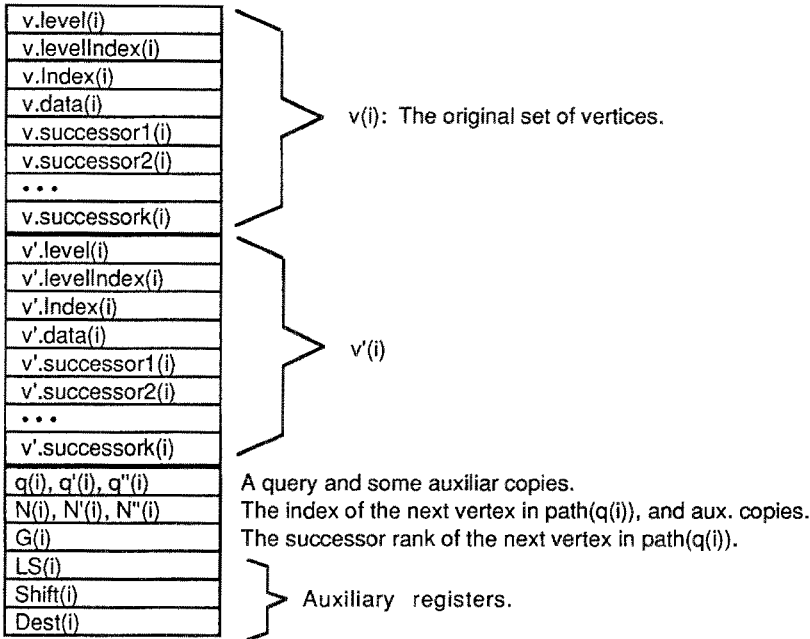 v.level(i)
v.levelIndex(i)
v.Index(i)
v.data(i)
v.successor1(i)
v.successor2(i)
• • •
v.successork(i)
v(i): The original set of vertices.
v'.level(i)
v'.levelIndex(i)
v'.Index(i)
v'.data(i)
v'.successor1(i)
v'.successor2(i)
• • •
v'.successork(i)
v'(i)
q(i), q'(i), q"(i) A query and some auxiliar copies.
N(i), N'(i), N"(i) The index of the next vertex in path(q(i)), and aux. copies.
G(i) The successor rank of the next vertex in path(q(i)).
LS(i)
Shift(i)
Dest(i)
Auxiliary registers.